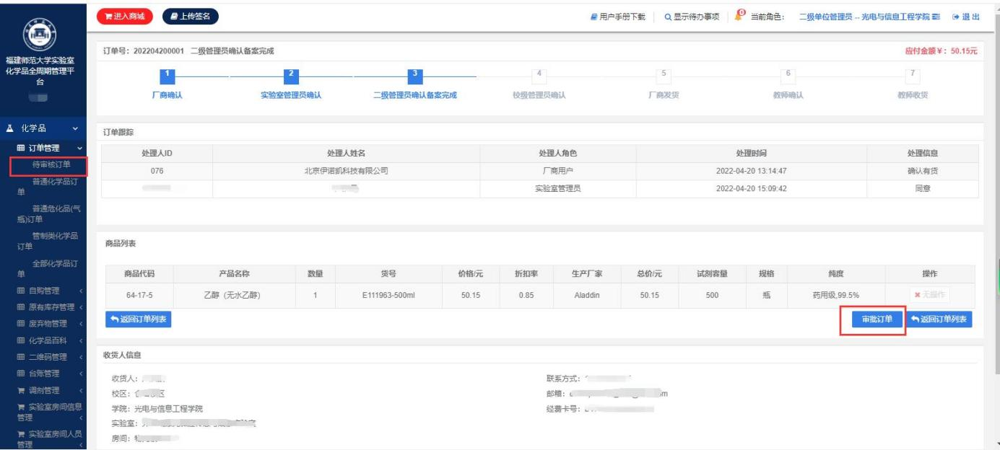 进入商城 上传签名 用户手册下载 显示待办事项 0 当前角色: 二级单位管理员 -- 光电与信息工程学院 退 出
福建师范大学实验室
化学品全周期管理平
台
化学品
订单管理
待审核订单
普通化学品订
单
普通危化品(气
瓶)订单
管制类化学品
订单
全部化学品订
单
自购管理
原有库存管理
废弃物管理
化学品百科
二维码管理
台账管理
调剂管理
实验室房间信息
管理
实验室房间人员
管理
订单号: 202204200001 二级管理员确认备案完成 应付金额¥: 50.15元
1 2 3 4 5 6 7
厂商确认 实验室管理员确认 二级管理员确认备案完成 校级管理员确认 厂商发货 教师确认 教师收货
订单跟踪
处理人ID 处理人姓名 处理人角色 处理时间 处理信息
076 北京伊诺凯科技有限公司 厂商用户 2022-04-20 13:14:47 确认有货
实验室管理员 2022-04-20 15:09:42 同意
商品列表
商品代码 产品名称 数量 货号 价格/元 折扣率 生产厂家 总价/元 试剂容量 规格 纯度 操作
64-17-5 乙醇（无水乙醇） 1 E111963-500ml 50.15 0.85 Aladdin 50.15 500 瓶 药用级,99.5% 无操作
返回订单列表 审批订单 返回订单列表
收货人信息
收货人: 联系方式:
校区: 区 邮箱: m
学院: 光电与信息工程学院 经费卡号:
实验室:
房间: